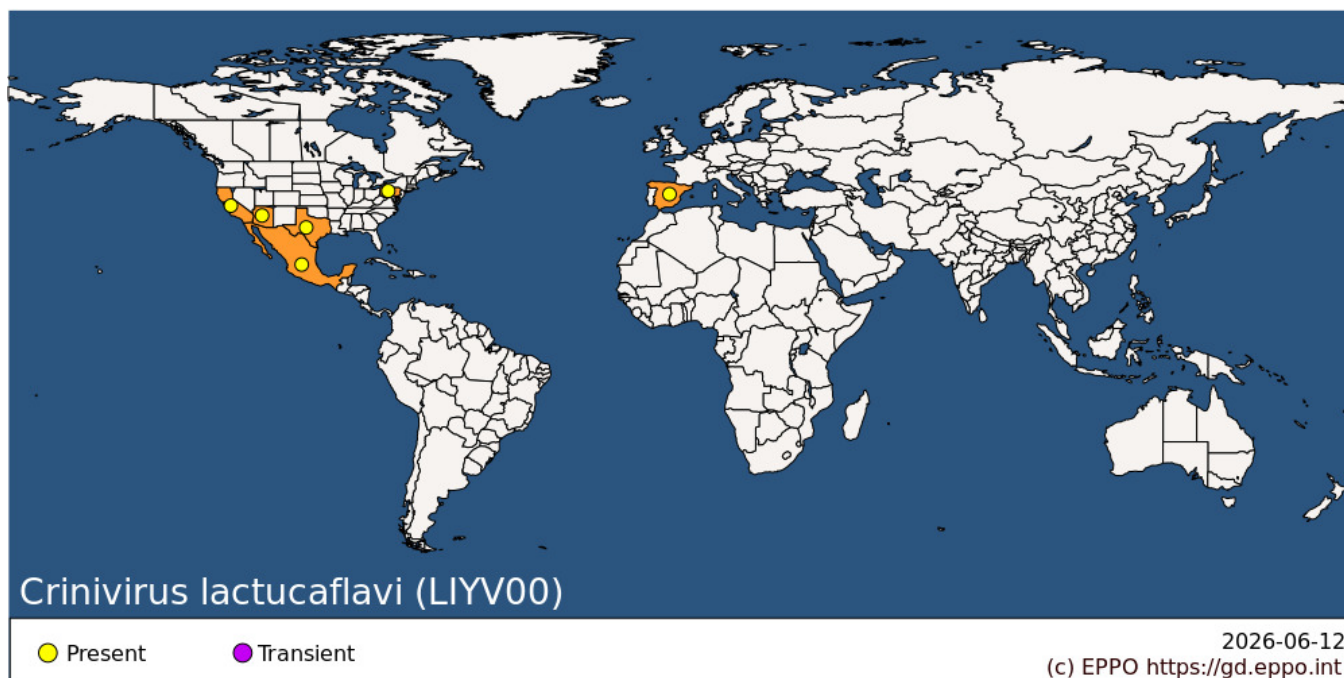 Crinivirus lactucaflavi (LIYV00)
Present
Transient
2026-06-12
(c) EPPO https://gd.eppo.int